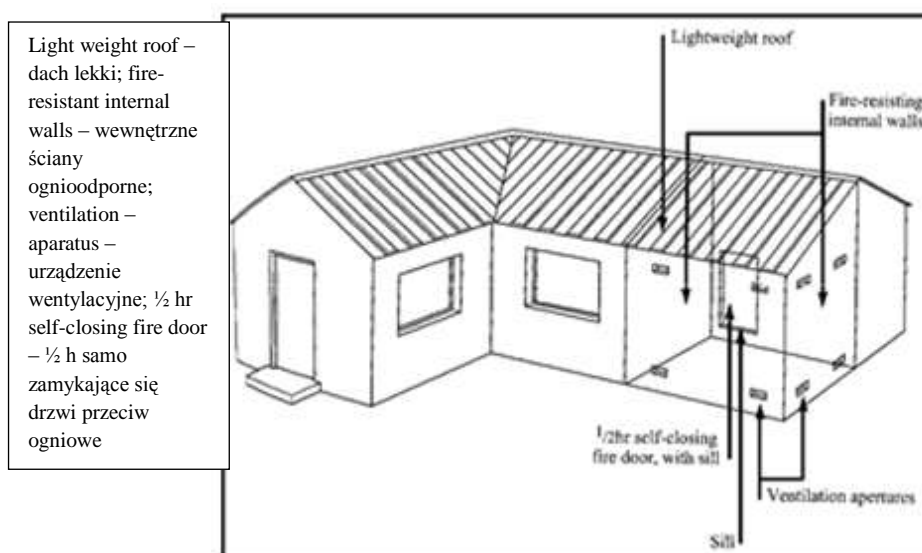 Light weight roof –
dach lekki; fire-
resistant internal
walls – wewnętrzne
ściany
ognioodporne;
ventilation –
aparatus –
urządzenie
wentylacyjne; ½ hr
self-closing fire door
– ½ h samo
zamykające się
drzwi przeciw
ogniowe
Lightweight roof
Fire-resisting
internal walls
1/2hr self-closing
fire door, with sill
Ventilation apertures
Sill